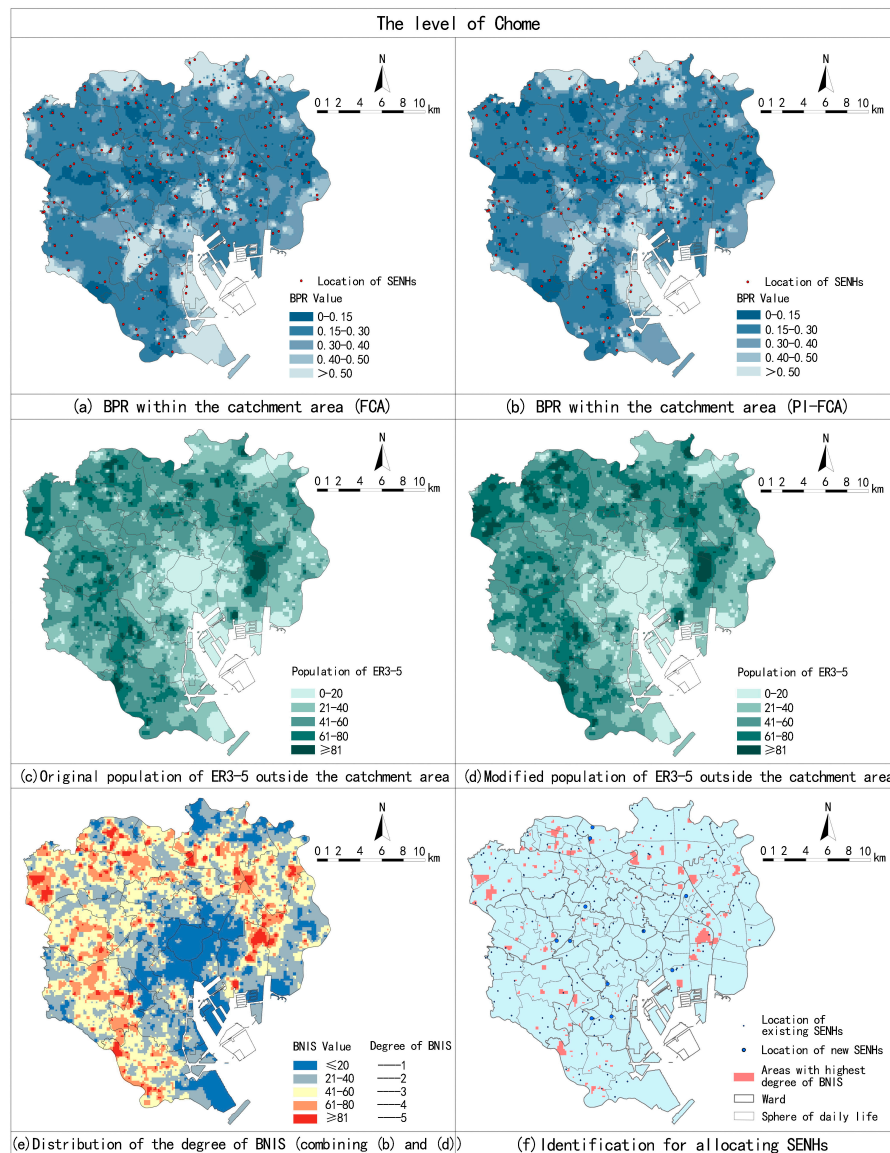 The level of Chome
N
0 1 2 4 6 8 10
km
Location of SENHs
BPR Value
0-0.15
0.15-0.30
0.30-0.40
0.40-0.50
>0.50
(a) BPR within the catchment area (FCA)
N
0 1 2 4 6 8 10
km
Location of SENHs
BPR Value
0-0.15
0.15-0.30
0.30-0.40
0.40-0.50
>0.50
(b) BPR within the catchment area (PI-FCA)
N
0 1 2 4 6 8 10
km
Population of ER3-5
0-20
21-40
41-60
61-80
≥81
(c)Original population of ER3-5 outside the catchment area
N
0 1 2 4 6 8 10
km
Population of ER3-5
0-20
21-40
41-60
61-80
≥81
(d)Modified population of ER3-5 outside the catchment area
N
0 1 2 4 6 8 10
km
BNIS Value Degree of BNIS
≤20 1
21-40 2
41-60 3
61-80 4
≥81 5
(e)Distribution of the degree of BNIS (combining (b) and (d))
N
0 1 2 4 6 8 10
km
Location of
existing SENHs
Location of new SENHs
Areas with highest
degree of BNIS
Ward
Sphere of daily life
(f)Identification for allocating SENHs